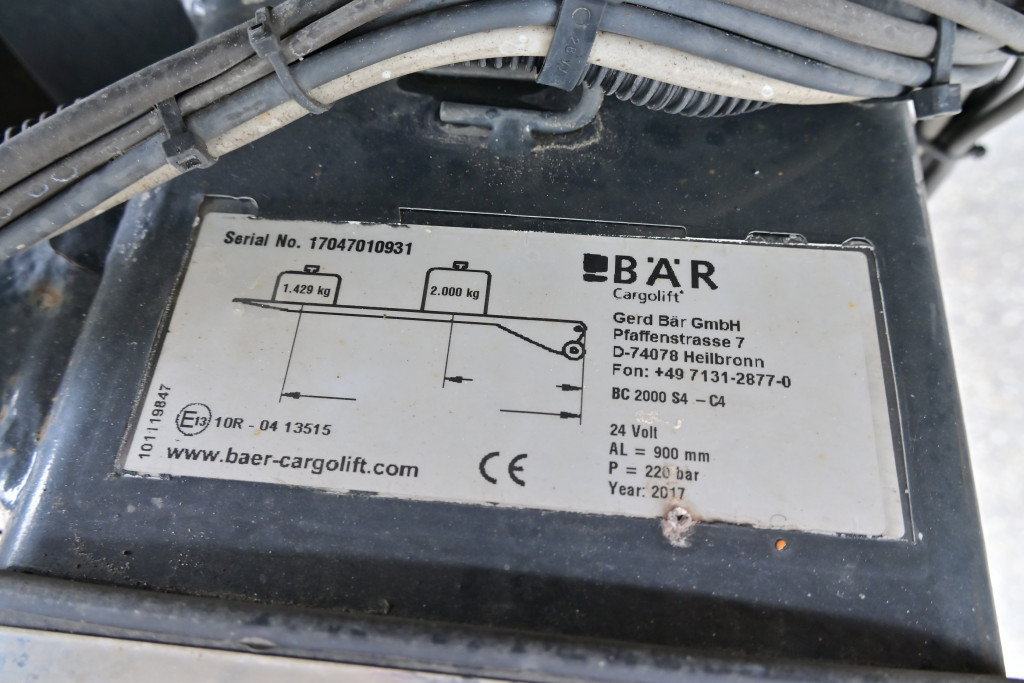 Serial No. 17047010931
1.429 kg
2.000 kg
BÄR
Cargolift
Gerd Bär GmbH
Pfaffenstrasse 7
D-74078 Heilbronn
Fon: +49 7131-2877-0
BC 2000 S4 - C4
24 Volt
AL = 900 mm
P = 220 bar
Year: 2017
101119847
E13 10R - 04 13515
www.baer-cargolift.com
CE